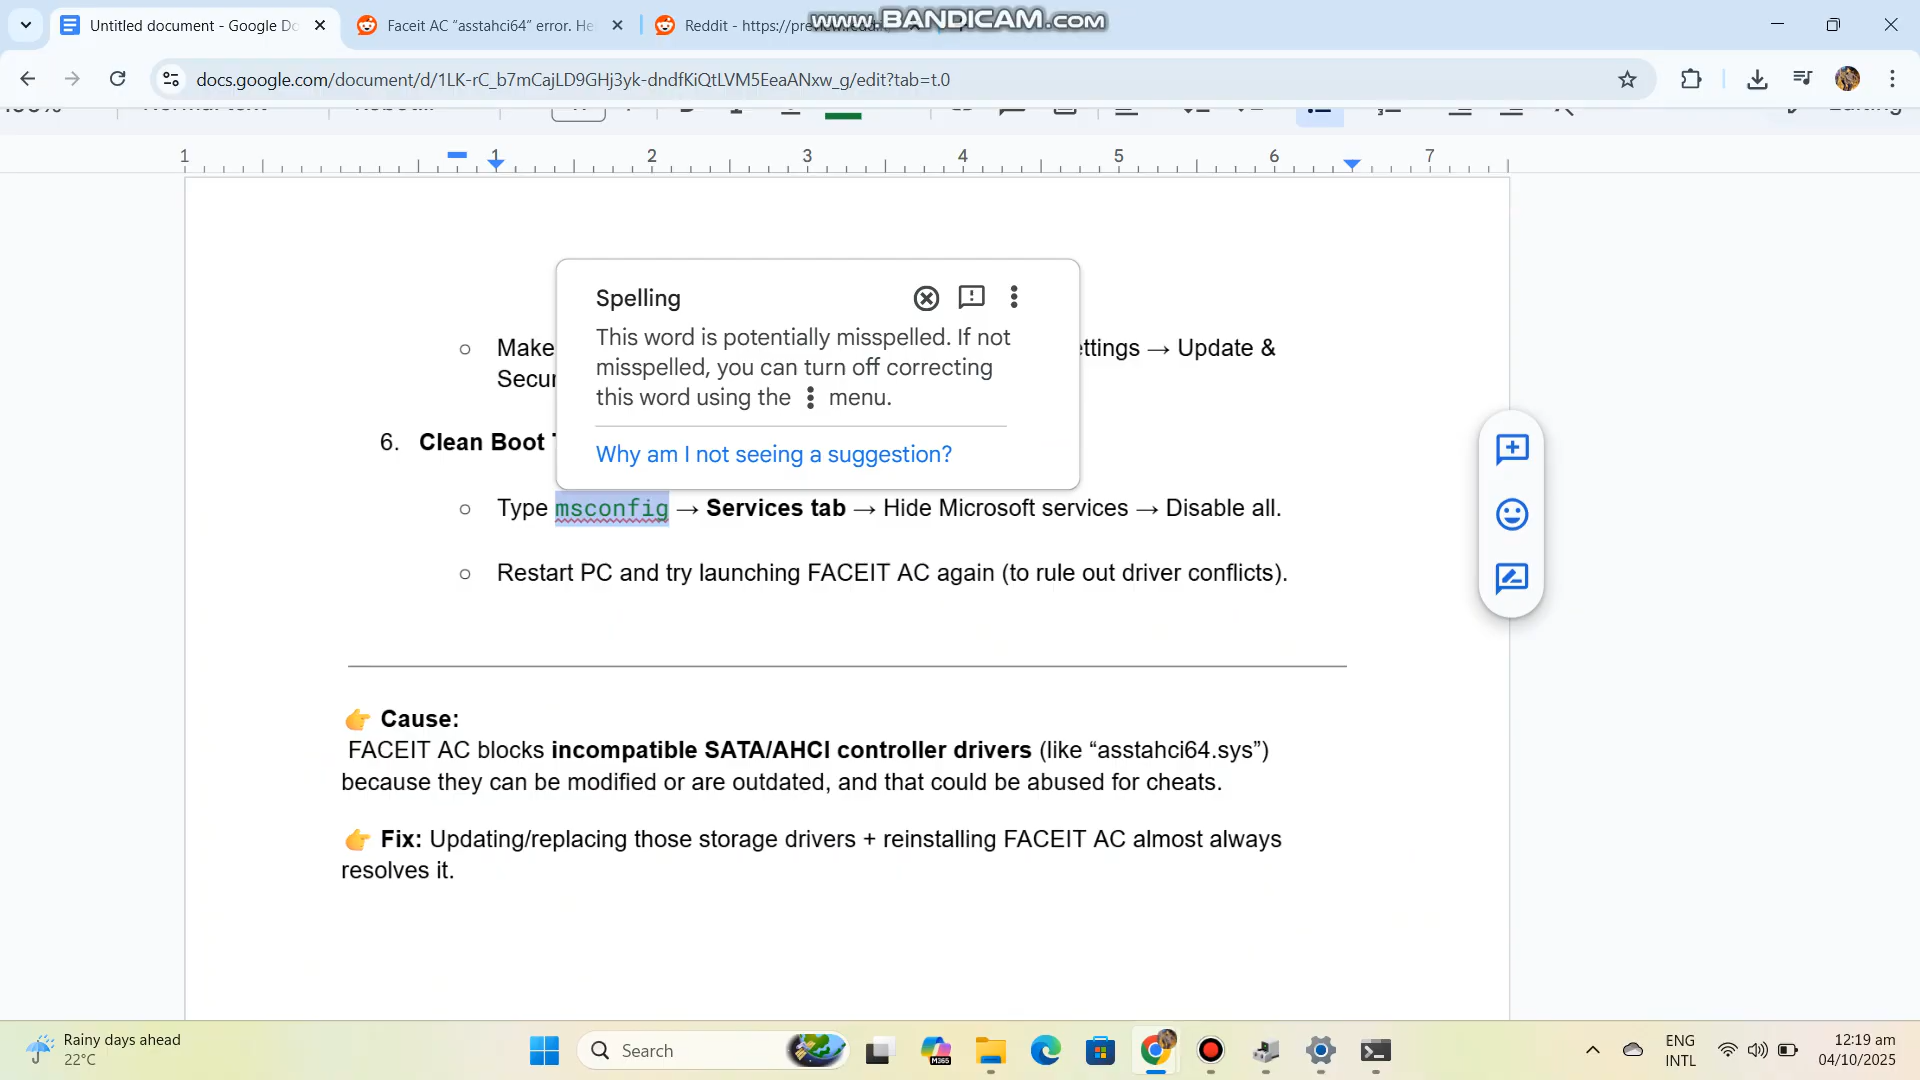 Untitled document - Google Do
Faceit AC "asstahci64" error. He
Reddit - https://preview.redd.i
www.BANDICAM.com
docs.google.com/document/d/1LK-rC_b7mCajLD9GHj3yk-dndfKiQtLVM5EeaANxw_g/edit?tab=t.0
1 1 2 3 4 5 6 7
Spelling
This word is potentially misspelled. If not
misspelled, you can turn off correcting
this word using the ⋮ menu.
Why am I not seeing a suggestion?
○ Make
ttings → Update &
Secur
6. Clean Boot T
○ Type msconfig → Services tab → Hide Microsoft services → Disable all.
○ Restart PC and try launching FACEIT AC again (to rule out driver conflicts).
👉 Cause:
FACEIT AC blocks incompatible SATA/AHCI controller drivers (like “asstahci64.sys”)
because they can be modified or are outdated, and that could be abused for cheats.
👉 Fix: Updating/replacing those storage drivers + reinstalling FACEIT AC almost always
resolves it.
Rainy days ahead
22°C
Search
M365
ENG
INTL
12:19 am
04/10/2025